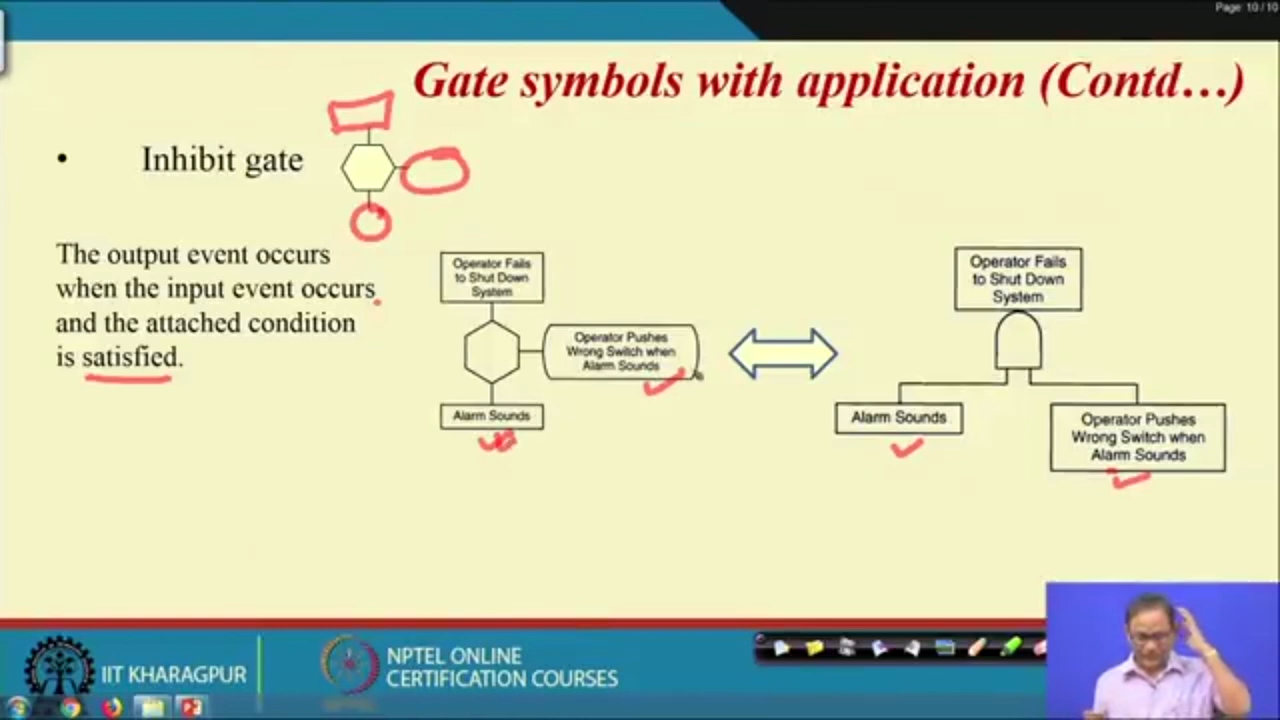 Page: 10 / 10
Gate symbols with application (Contd...)
• Inhibit gate
The output event occurs
when the input event occurs
and the attached condition
is satisfied.
Operator Fails
to Shut Down
System
Operator Pushes
Wrong Switch when
Alarm Sounds
Alarm Sounds
Operator Fails
to Shut Down
System
Alarm Sounds
Operator Pushes
Wrong Switch when
Alarm Sounds
IIT KHARAGPUR
NPTEL ONLINE
CERTIFICATION COURSES